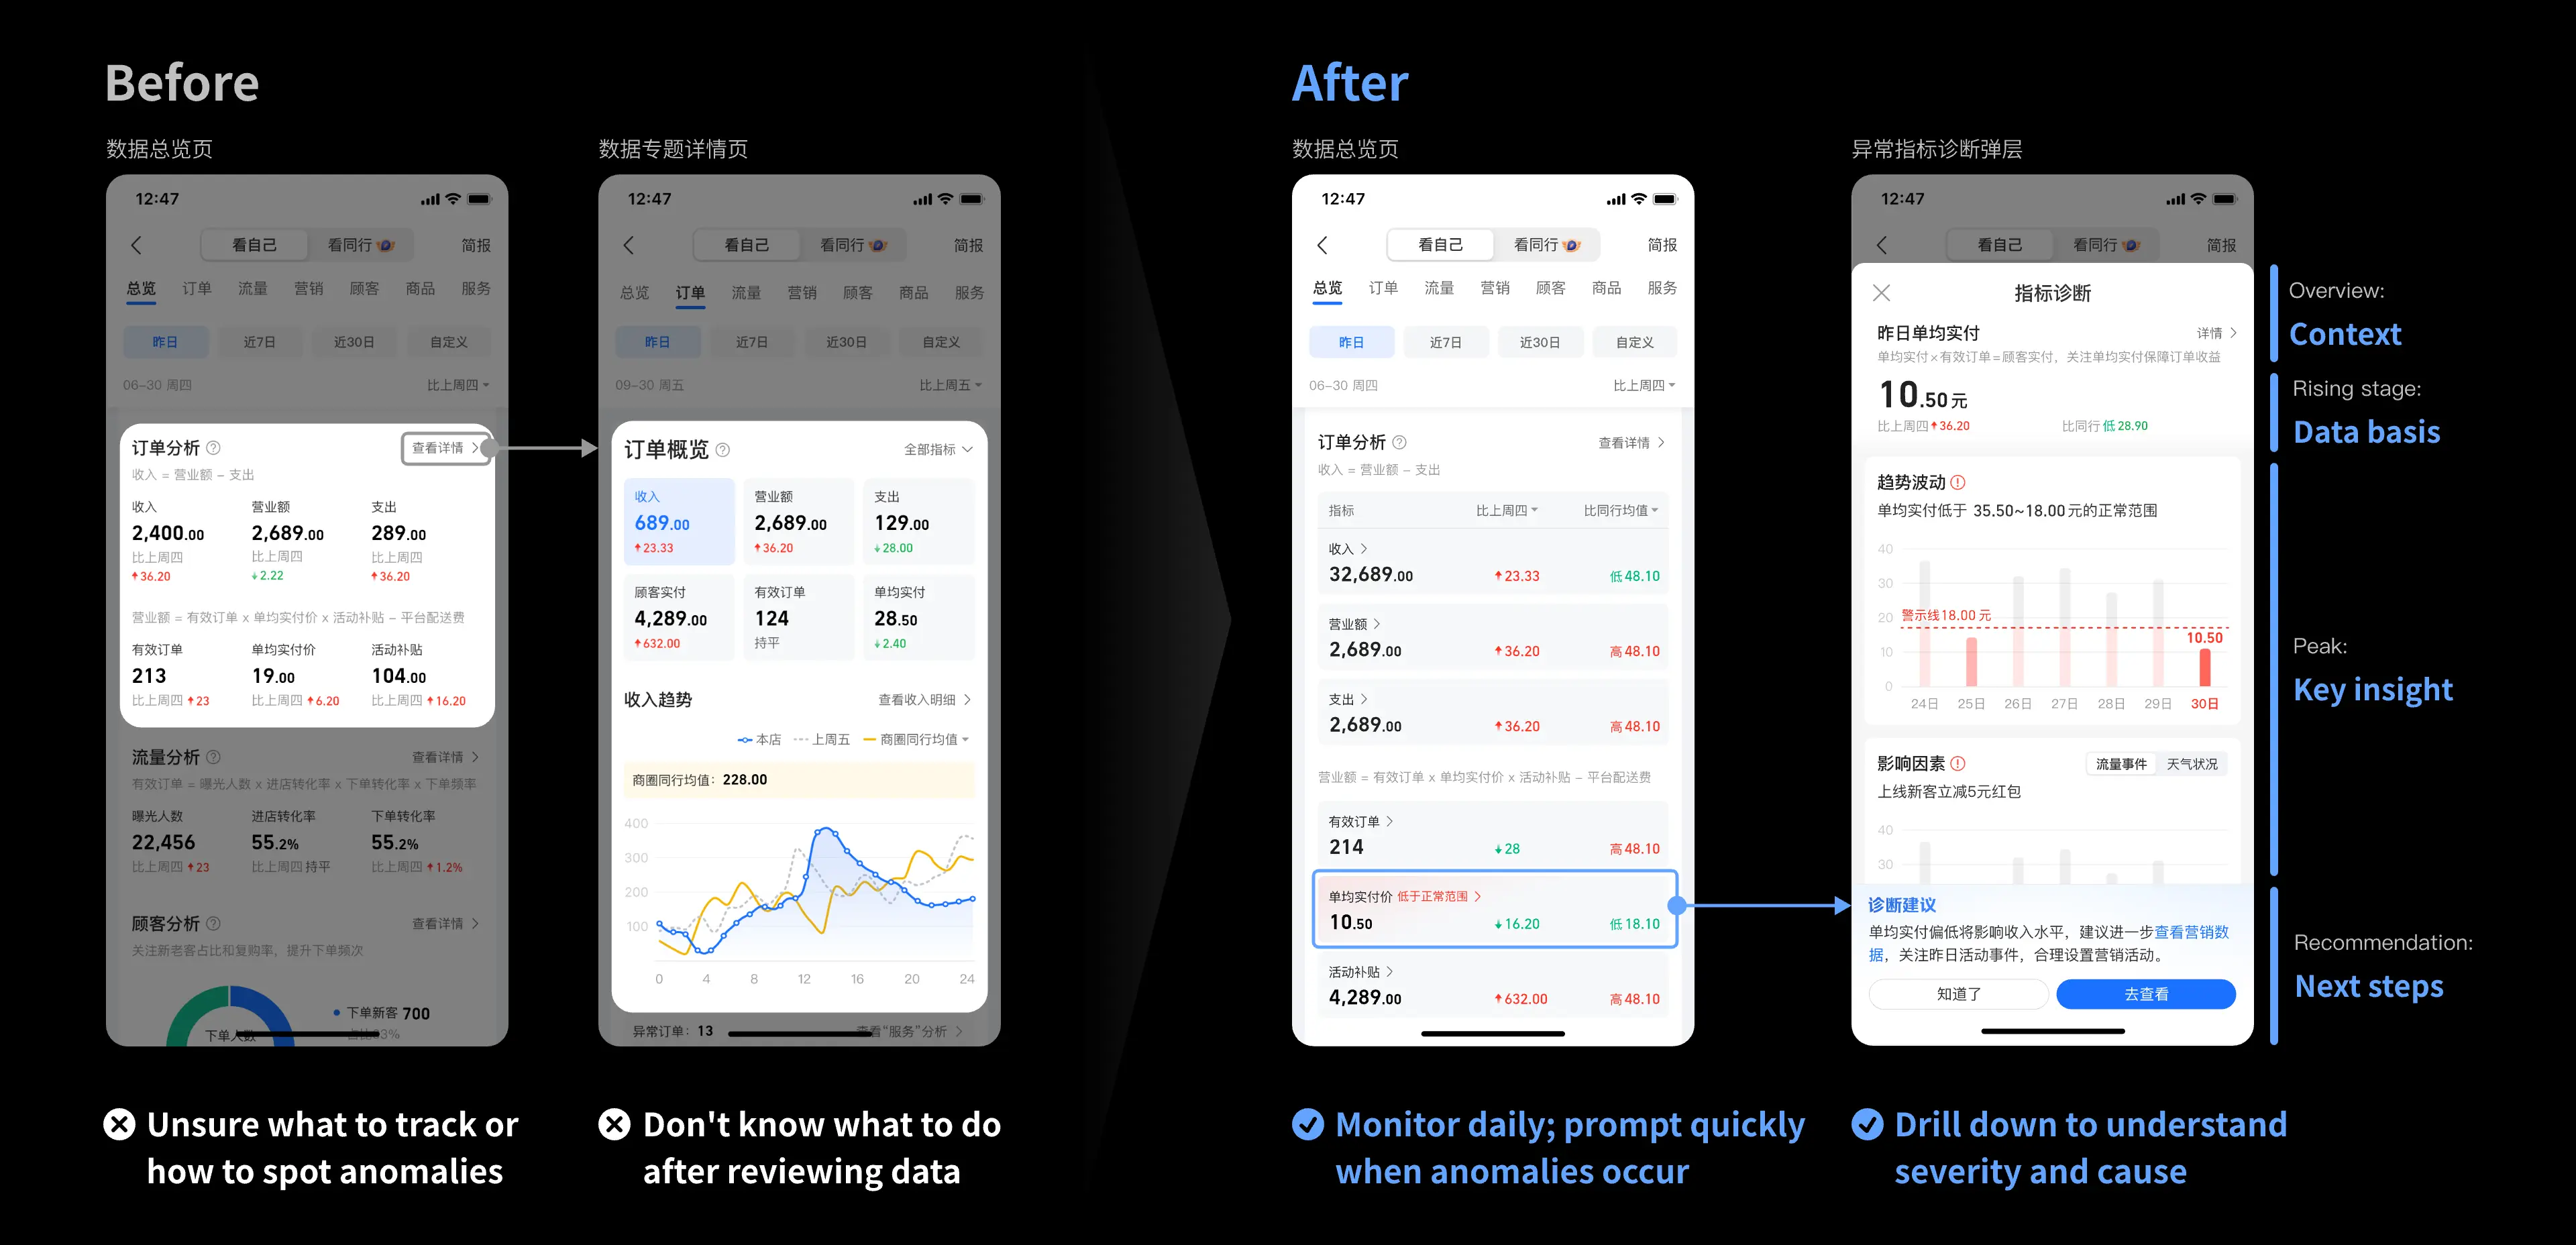 Before
数据总览页
12:47
看自己
看同行
简报
总览
订单
流量
营销
顾客
商品
服务
昨日
近7日
近30日
自定义
06-30 周四
比上周四
订单分析
查看详情
收入 = 营业额 - 支出
收入
营业额
支出
2,400.00
2,689.00
289.00
比上周四
比上周四
比上周四
36.20
2.22
36.20
营业额 = 有效订单 x 单均实付价 x 活动补贴 - 平台配送费
有效订单
单均实付价
活动补贴
213
19.00
104.00
比上周四 23
比上周四 6.20
比上周四 16.20
流量分析
查看详情
有效订单 = 曝光人数 x 进店转化率 x 下单转化率 x 下单频率
曝光人数
进店转化率
下单转化率
22,456
55.2%
55.2%
比上周四 23
比上周四 持平
比上周四 1.2%
顾客分析
查看详情
关注新老客占比和复购率，提升下单频次
下单人数
下单新客 700
Unsure what to track or
how to spot anomalies
数据专题详情页
12:47
看自己
看同行
简报
总览
订单
流量
营销
顾客
商品
服务
昨日
近7日
近30日
自定义
09-30 周五
比上周五
订单概览
全部指标
收入
营业额
支出
689.00
2,689.00
129.00
23.33
36.20
28.00
顾客实付
有效订单
单均实付
4,289.00
124
28.50
632.00
持平
2.40
收入趋势
查看收入明细
本店
上周五
商圈同行均值
商圈同行均值：228.00
400
300
200
100
0
4
8
12
16
20
24
异常订单：13
查看“服务”分析
Don't know what to do
after reviewing data
After
数据总览页
12:47
看自己
看同行
简报
总览
订单
流量
营销
顾客
商品
服务
昨日
近7日
近30日
自定义
06-30 周四
比上周四
订单分析
查看详情
收入 = 营业额 - 支出
指标
比上周四
比同行均值
收入
32,689.00
23.33
低48.10
营业额
2,689.00
36.20
高48.10
支出
2,689.00
36.20
高48.10
营业额 = 有效订单 x 单均实付价 x 活动补贴 - 平台配送费
有效订单
214
28
高48.10
单均实付价 低于正常范围
10.50
16.20
低18.10
活动补贴
4,289.00
632.00
高48.10
Monitor daily; prompt quickly
when anomalies occur
异常指标诊断弹层
12:47
看自己
看同行
简报
指标诊断
昨日单均实付
详情
单均实付×有效订单=顾客实付，关注单均实付保障订单收益
10.50元
比上周四 36.20
比同行 低28.90
趋势波动
单均实付低于 35.50~18.00元的正常范围
40
30
20
10
0
警示线18.00 元
10.50
24日
25日
26日
27日
28日
29日
30日
影响因素
流量事件
天气状况
上线新客立减5元红包
40
30
诊断建议
单均实付偏低将影响收入水平，建议进一步查看营销数
据，关注昨日活动事件，合理设置营销活动。
知道了
去查看
Drill down to understand
severity and cause
Overview:
Context
Rising stage:
Data basis
Peak:
Key insight
Recommendation:
Next steps